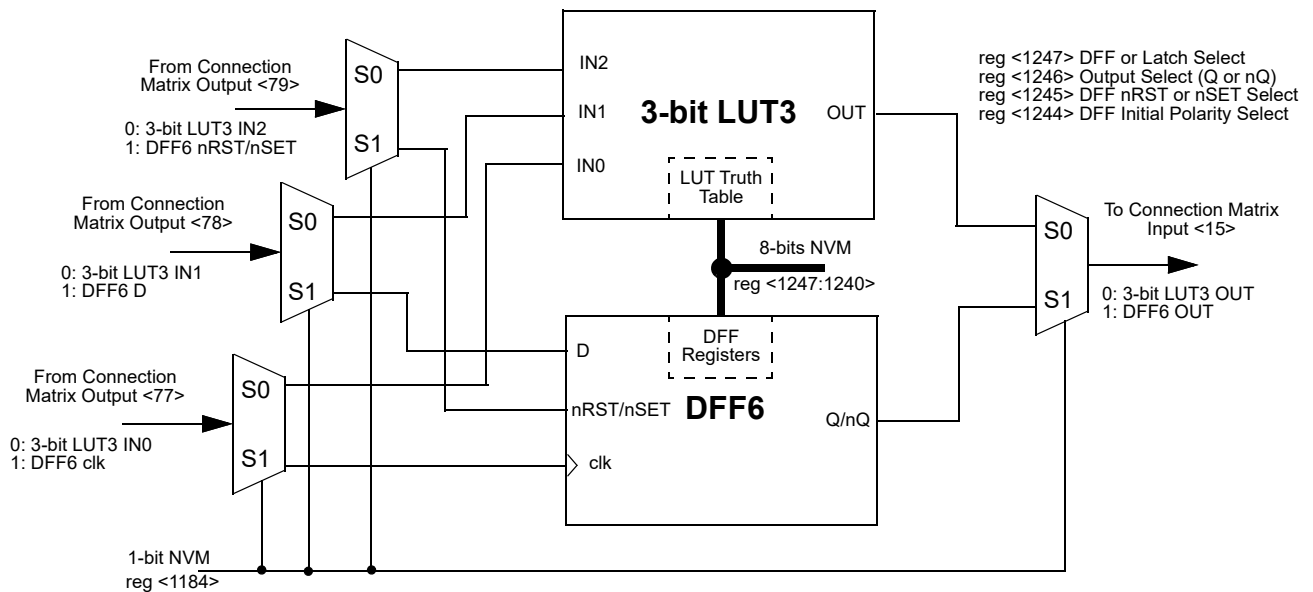 From Connection
Matrix Output <79>
0: 3-bit LUT3 IN2
1: DFF6 nRST/nSET
S0
S1
IN2
IN1
IN0
3-bit LUT3
OUT
LUT Truth
Table
reg <1247> DFF or Latch Select
reg <1246> Output Select (Q or nQ)
reg <1245> DFF nRST or nSET Select
reg <1244> DFF Initial Polarity Select
From Connection
Matrix Output <78>
0: 3-bit LUT3 IN1
1: DFF6 D
S0
S1
8-bits NVM
reg <1247:1240>
S0
S1
To Connection Matrix
Input <15>
0: 3-bit LUT3 OUT
1: DFF6 OUT
From Connection
Matrix Output <77>
0: 3-bit LUT3 IN0
1: DFF6 clk
S0
S1
DFF
Registers
D
nRST/nSET
DFF6
Q/nQ
clk
1-bit NVM
reg <1184>